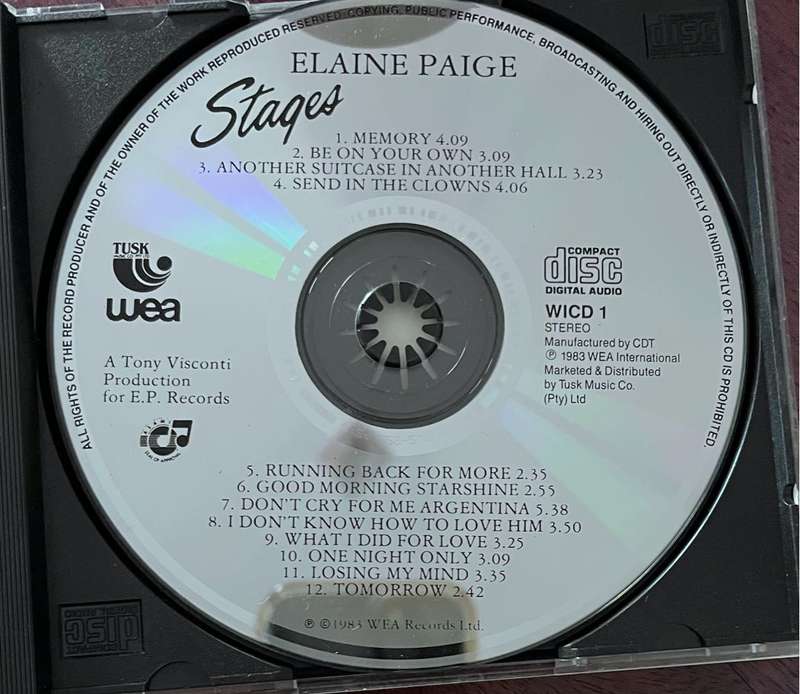 ALL RIGHTS OF THE RECORD PRODUCER AND OF THE OWNER OF THE WORK REPRODUCED RESERVED. COPYING, PUBLIC PERFORMANCE, BROADCASTING AND HIRING OUT DIRECTLY OR INDIRECTLY OF THIS CD IS PROHIBITED.
ELAINE PAIGE
Stages
1. MEMORY 4.09
2. BE ON YOUR OWN 3.09
3. ANOTHER SUITCASE IN ANOTHER HALL 3.23
4. SEND IN THE CLOWNS 4.06
TUSK
wea
A Tony Visconti
Production
for E.P. Records
COMPACT
disc
DIGITAL AUDIO
WICD 1
STEREO
Manufactured by CDT
℗ 1983 WEA International
Marketed & Distributed
by Tusk Music Co.
(Pty) Ltd
5. RUNNING BACK FOR MORE 2.35
6. GOOD MORNING STARSHINE 2.55
7. DON'T CRY FOR ME ARGENTINA 5.38
8. I DON'T KNOW HOW TO LOVE HIM 3.50
9. WHAT I DID FOR LOVE 3.25
10. ONE NIGHT ONLY 3.09
11. LOSING MY MIND 3.35
12. TOMORROW 2.42
℗ ©1983 WEA Records Ltd.
disc
disc